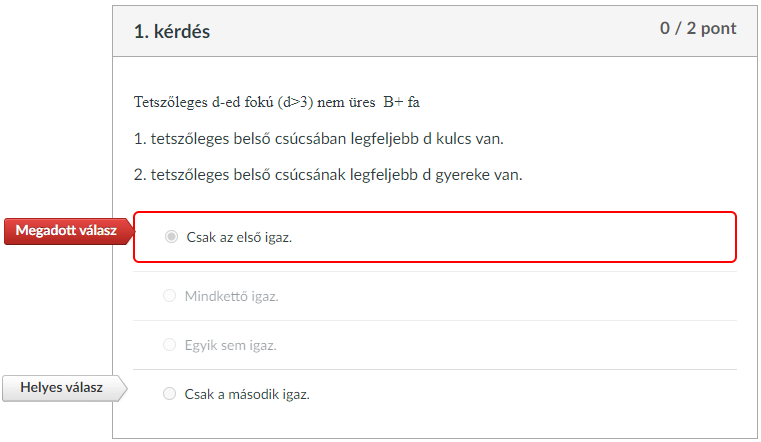 1. kérdés
0 / 2 pont
Tetszőleges d-ed fokú (d>3) nem üres B+ fa
1. tetszőleges belső csúcsában legfeljebb d kulcs van.
2. tetszőleges belső csúcsának legfeljebb d gyereke van.
Megadott válasz
Csak az első igaz.
Mindkettő igaz.
Egyik sem igaz.
Helyes válasz
Csak a második igaz.